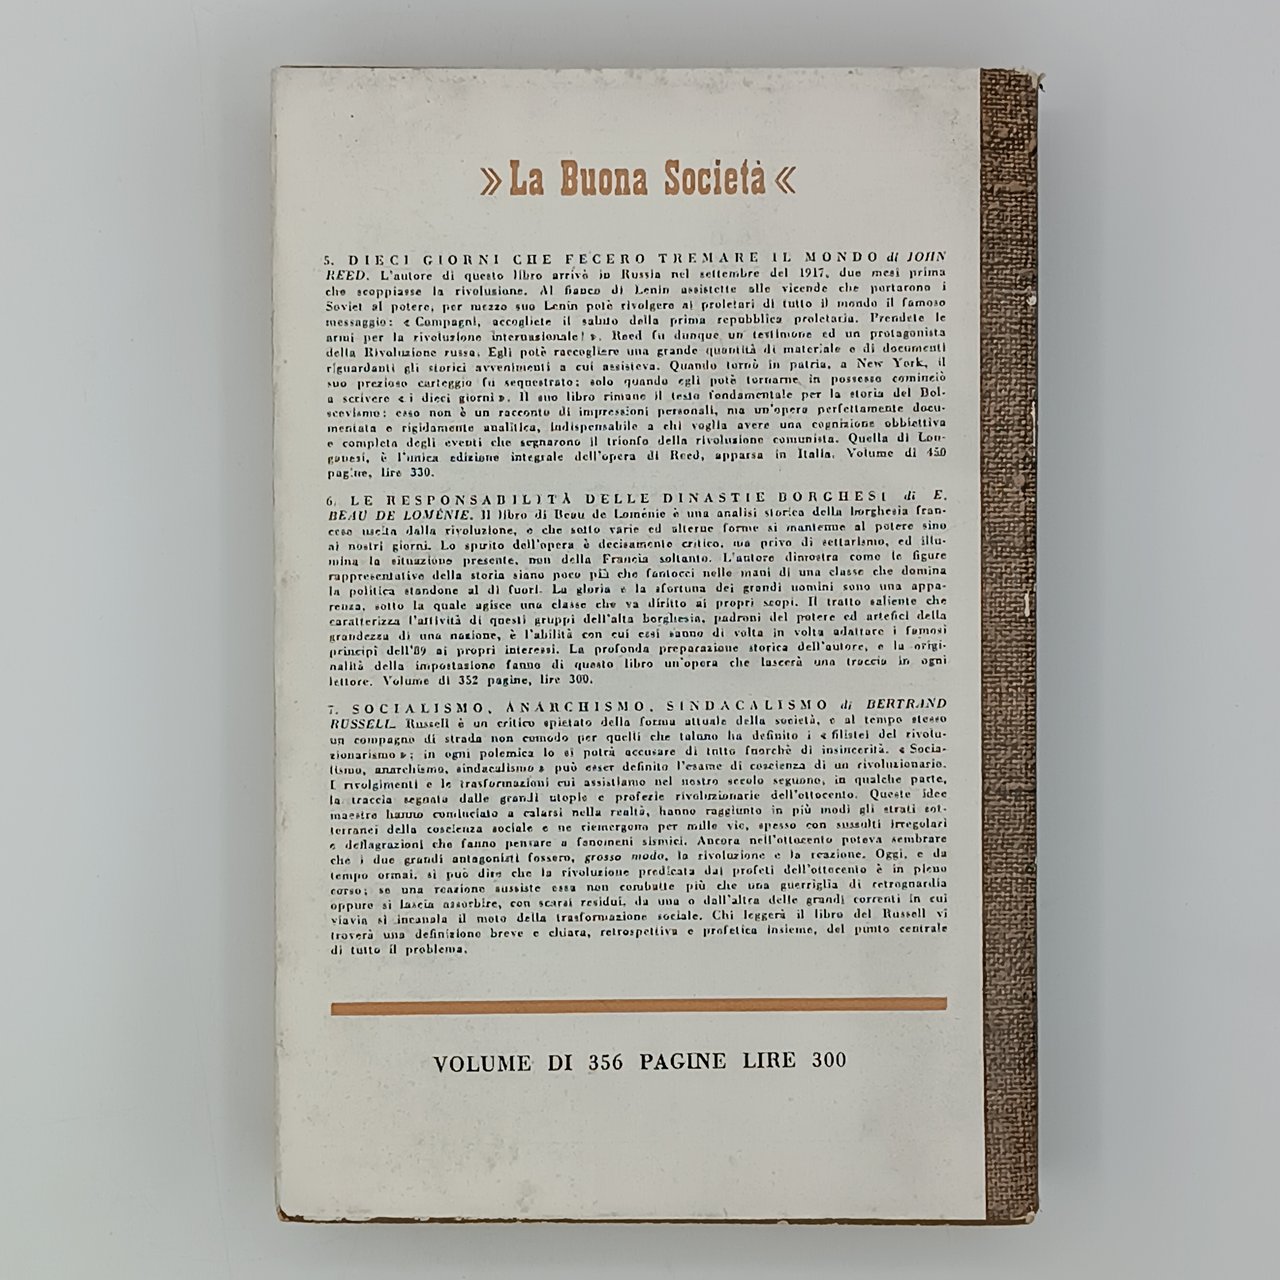 » La Buona Società «
5. DIECI GIORNI CHE FECERO TREMARE IL MONDO di JOHN
REED. L'autore di questo libro arrivò in Russia nel settembre del 1917, due mesi prima
che scoppiasse la rivoluzione. Al fianco di Lenin assistette alle vicende che portarono i
Soviet al potere, per mezzo suo Lenin potè rivolgere ai proletari di tutto il mondo il famoso
messaggio: « Compagni, accogliete il saluto della prima repubblica proletaria. Prendete le
armi per la rivoluzione internazionale! ». Reed fu dunque un testimone ed un protagonista
della Rivoluzione russa. Egli potè raccogliere una grande quantità di materiale e di documenti
riguardanti gli storici avvenimenti a cui assisteva. Quando tornò in patria, a New York, il
suo prezioso carteggio fu sequestrato; solo quando egli potè tornarne in possesso cominciò
a scrivere « i dieci giorni ». Il suo libro rimane il testo fondamentale per la storia del Bol-
scevismo: esso non è un racconto di impressioni personali, ma un'opera perfettamente docu-
mentata e rigidamente analitica, indispensabile a chi voglia avere una cognizione obbiettiva
e completa degli eventi che segnarono il trionfo della rivoluzione comunista. Quella di Lon-
ganesi, è l'unica edizione integrale dell'opera di Reed, apparsa in Italia. Volume di 450
pagine, lire 330.
6. LE RESPONSABILITÀ DELLE DINASTIE BORGHESI di E.
BEAU DE LOMÉNIE. Il libro di Beau de Loménie è una analisi storica della borghesia fran-
cese uscita dalla rivoluzione, e che sotto varie ed alterne forme si mantenne al potere sino
ai nostri giorni. Lo spirito dell'opera è decisamente critico, ma privo di settarismo, ed illu-
mina la situazione presente, non della Francia soltanto. L'autore dimostra come le figure
rappresentative della storia siano poco più che fantocci nelle mani di una classe che domina
la politica standone al di fuori. La gloria e la sfortuna dei grandi uomini sono una appa-
renza, sotto la quale agisce una classe che va diritto ai propri scopi. Il tratto saliente che
caratterizza l'attività di questi gruppi dell'alta borghesia, padroni del potere ed artefici della
grandezza di una nazione, è l'abilità con cui essi sanno di volta in volta adattare i famosi
principi dell'89 ai propri interessi. La profonda preparazione storica dell'autore, e la origi-
nalità della impostazione fanno di questo libro un'opera che lascerà una traccia in ogni
lettore. Volume di 352 pagine, lire 300.
7. SOCIALISMO, ANARCHISMO, SINDACALISMO di BERTRAND
RUSSELL. Russell è un critico spietato della forma attuale della società, e al tempo stesso
un compagno di strada non comodo per quelli che taluno ha definito i « filistei del rivolu-
zionarismo »; in ogni polemica lo si potrà accusare di tutto fuorchè di insincerità. « Socia-
lismo, anarchismo, sindacalismo » può esser definito l'esame di coscienza di un rivoluzionario.
I rivolgimenti e le trasformazioni cui assistiamo nel nostro secolo seguono, in qualche parte,
la traccia segnata dalle grandi utopie e profezie rivoluzionarie dell'ottocento. Queste idee
maestre hanno cominciato a calarsi nella realtà, hanno raggiunto in più modi gli strati sot-
terranei della coscienza sociale e ne riemergono per mille vie, spesso con sussulti irregolari
e deflagrazioni che fanno pensare a fenomeni sismici. Ancora nell'ottocento poteva sembrare
che i due grandi antagonisti fossero, grosso modo, la rivoluzione e la reazione. Oggi, e da
tempo ormai, si può dire che la rivoluzione predicata dai profeti dell'ottocento è in pieno
corso; se una reazione sussiste essa non combatte più che una guerriglia di retroguardia
oppure si lascia assorbire, con scarsi residui, da una o dall'altra delle grandi correnti in cui
viavia si incanala il moto della trasformazione sociale. Chi leggerà il libro del Russell vi
troverà una definizione breve e chiara, retrospettiva e profetica insieme, del punto centrale
di tutto il problema.
VOLUME DI 356 PAGINE LIRE 300